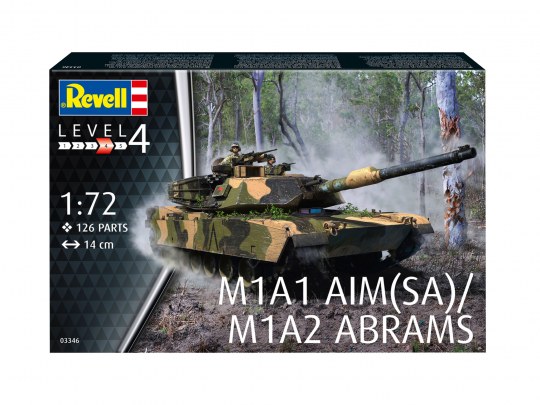 Revell
LEVEL 4
1:72
126 PARTS
14 cm
M1A1 AIM(SA)/
M1A2 ABRAMS
03346